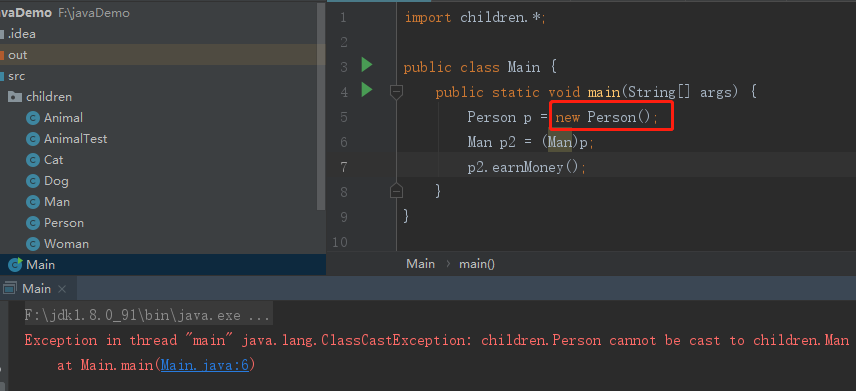 avaDemo F:\javaDemo
.idea
out
src
children
Animal
AnimalTest
Cat
Dog
Man
Person
Woman
Main
1 import children.*;
2
3 public class Main {
4 public static void main(String[] args) {
5 Person p = new Person();
6 Man p2 = (Man)p;
7 p2.earnMoney();
8 }
9 }
10
Main › main()
Main ×
F:\jdk1.8.0_91\bin\java.exe ...
Exception in thread "main" java.lang.ClassCastException: children.Person cannot be cast to children.Man
at Main.main(Main.java:6)